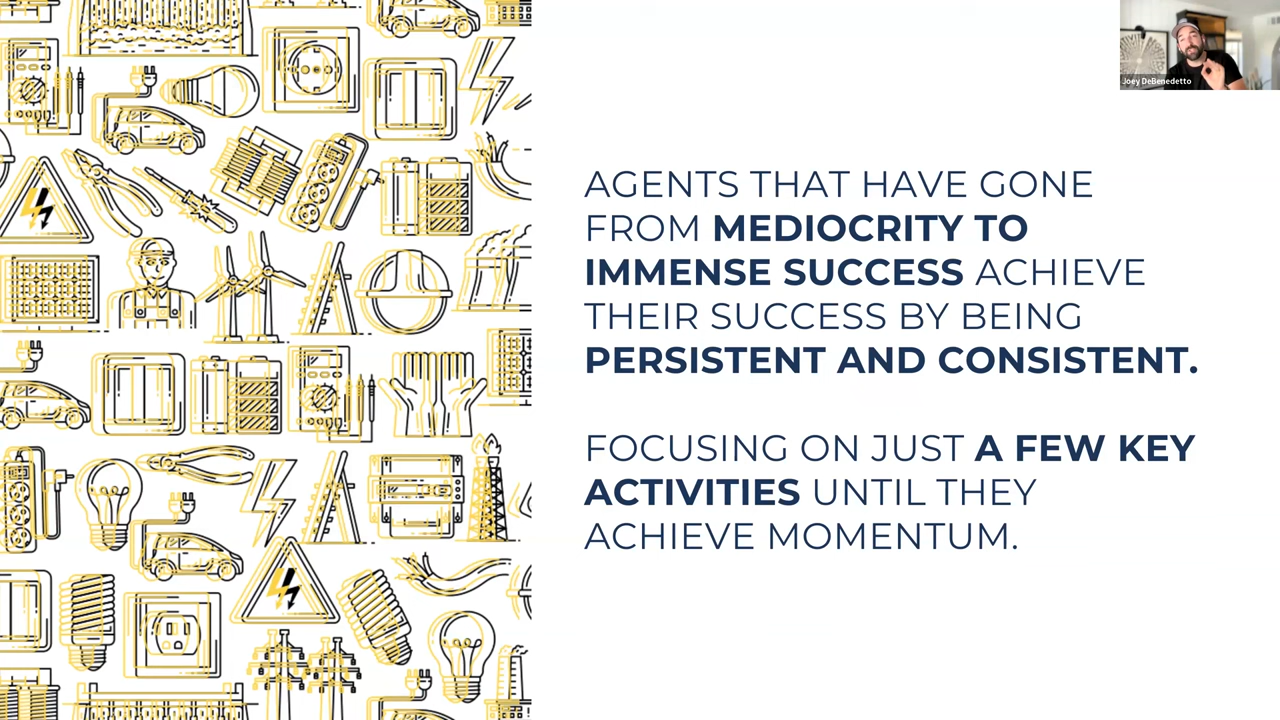 Joey DeBenedetto
AGENTS THAT HAVE GONE
FROM MEDIOCRITY TO
IMMENSE SUCCESS ACHIEVE
THEIR SUCCESS BY BEING
PERSISTENT AND CONSISTENT.
FOCUSING ON JUST A FEW KEY
ACTIVITIES UNTIL THEY
ACHIEVE MOMENTUM.